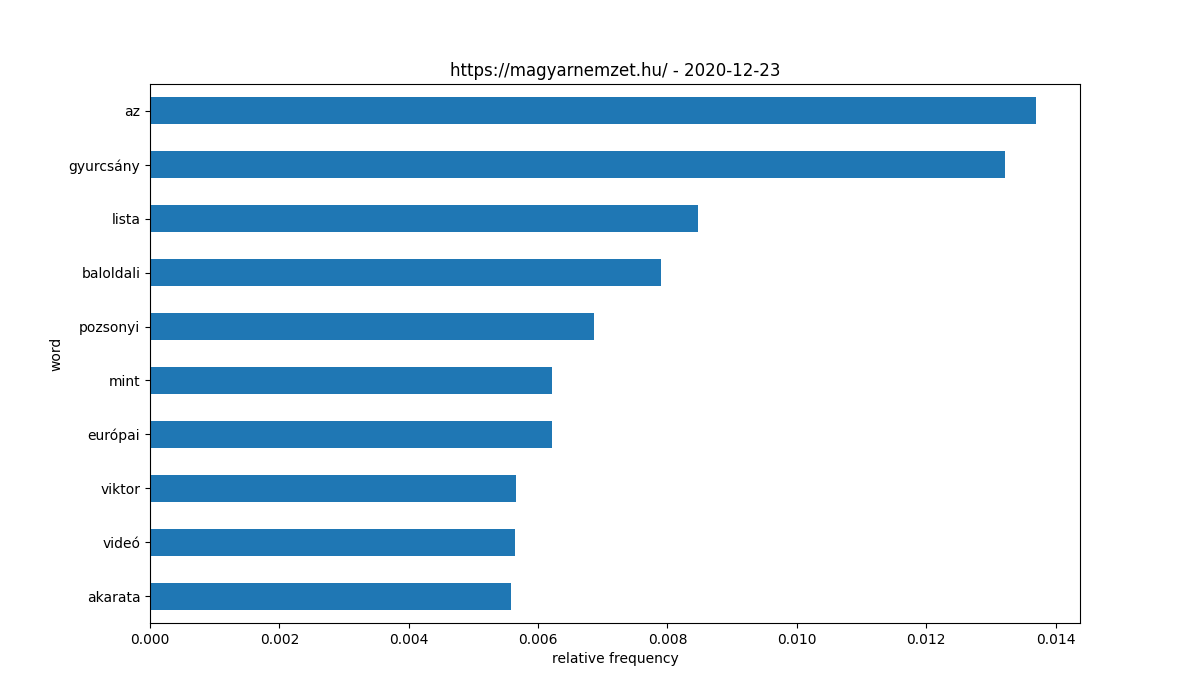 https://magyarnemzet.hu/ - 2020-12-23
az
gyurcsány
lista
baloldali
pozsonyi
mint
európai
viktor
videó
akarata
word
0.000 0.002 0.004 0.006 0.008 0.010 0.012 0.014
relative frequency